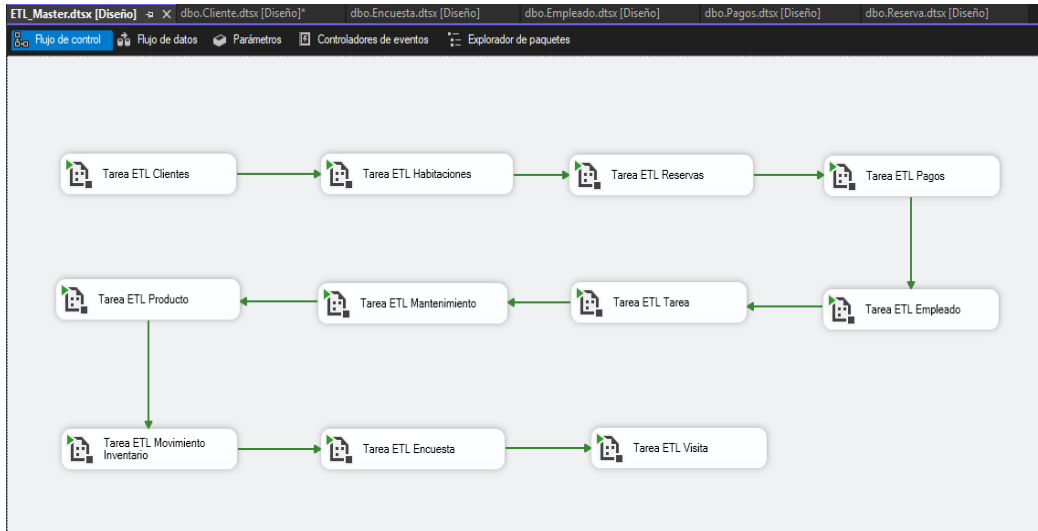 ETL_Master.dtsx [Diseño] dbo.Cliente.dtsx [Diseño]* dbo.Encuesta.dtsx [Diseño] dbo.Empleado.dtsx [Diseño] dbo.Pagos.dtsx [Diseño] dbo.Reserva.dtsx [Diseño]
Flujo de control Flujo de datos Parámetros Controladores de eventos Explorador de paquetes
Tarea ETL Clientes Tarea ETL Habitaciones Tarea ETL Reservas Tarea ETL Pagos
Tarea ETL Producto Tarea ETL Mantenimiento Tarea ETL Tarea Tarea ETL Empleado
Tarea ETL Movimiento
Inventario
Tarea ETL Encuesta Tarea ETL Visita